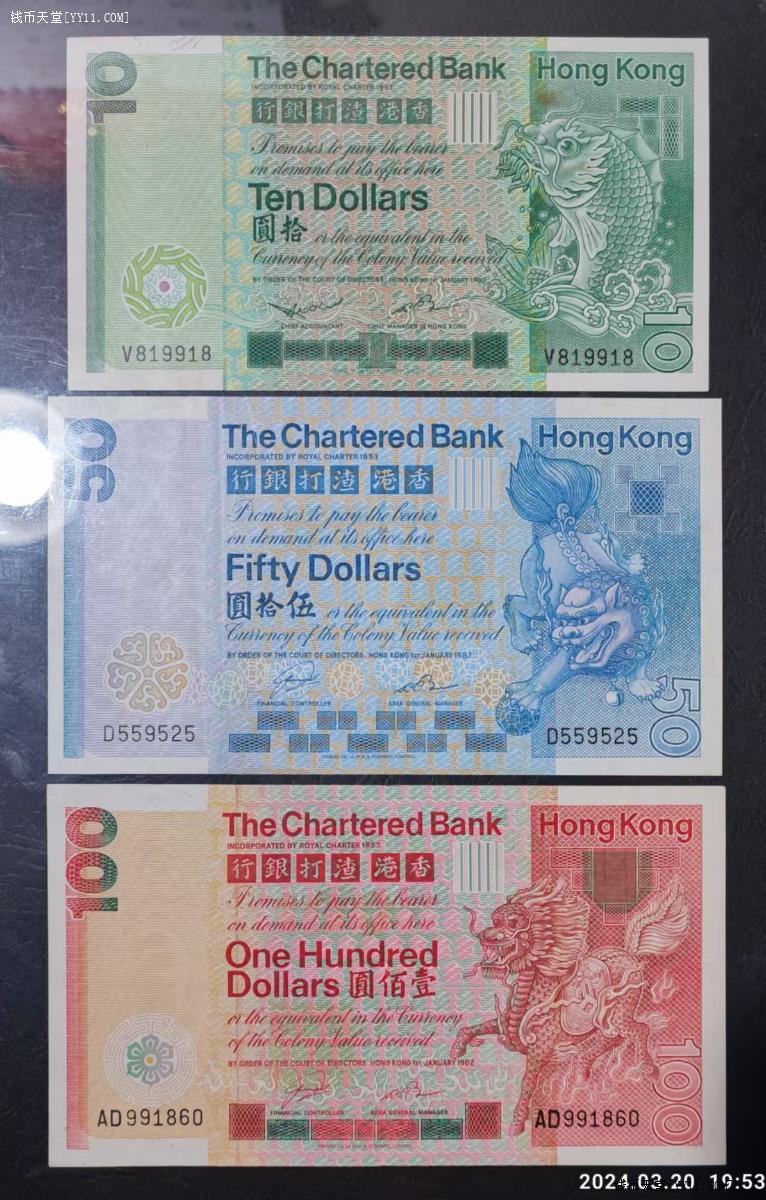 钱币天堂[YY11.COM]
10
The Chartered Bank
Hong Kong
INCORPORATED BY ROYAL CHARTER 1853
行銀打渣港香
Promises to pay the bearer
on demand at its office here
Ten Dollars
圓拾 or the equivalent in the
Currency of the Colony Value received
BY ORDER OF THE COURT OF DIRECTORS, HONG KONG 1st JANUARY 1980
CHIEF ACCOUNTANT CHIEF MANAGER IN HONG KONG
10
V819918
V819918
50
The Chartered Bank
Hong Kong
INCORPORATED BY ROYAL CHARTER 1853
行銀打渣港香
Promises to pay the bearer
on demand at its office here
Fifty Dollars
圓拾伍 or the equivalent in the
Currency of the Colony Value received
BY ORDER OF THE COURT OF DIRECTORS, HONG KONG 1st JANUARY 1982
FINANCIAL CONTROLLER AREA GENERAL MANAGER
50
D559525
D559525
100
The Chartered Bank
Hong Kong
INCORPORATED BY ROYAL CHARTER 1853
行銀打渣港香
Promises to pay the bearer
on demand at its office here
One Hundred
Dollars 圓佰壹
or the equivalent in the Currency
of the Colony Value received
BY ORDER OF THE COURT OF DIRECTORS HONG KONG 1st JANUARY 1982
FINANCIAL CONTROLLER AREA GENERAL MANAGER
100
AD991860
AD991860
2024.03.20 19:53